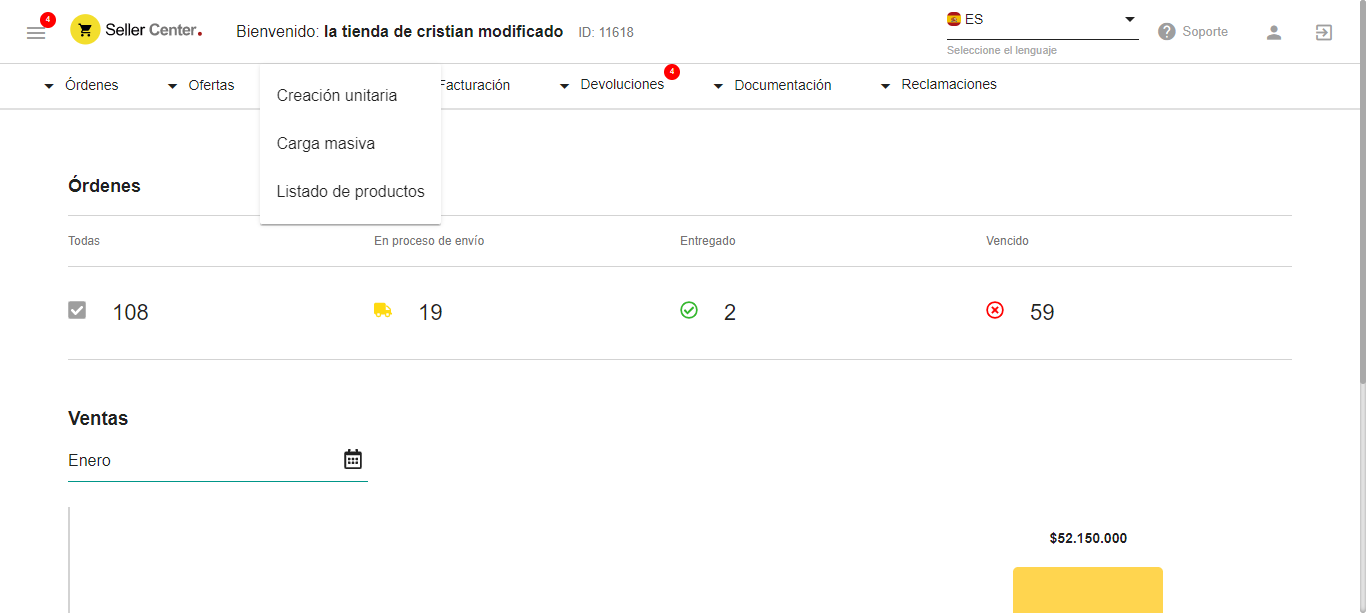 4
Seller Center.
Bienvenido: la tienda de cristian modificado ID: 11618
ES
Seleccione el lenguaje
Soporte
Órdenes
Ofertas
Facturación
Devoluciones
4
Documentación
Reclamaciones
Creación unitaria
Carga masiva
Listado de productos
Órdenes
Todas En proceso de envío Entregado Vencido
108 19 2 59
Ventas
Enero
$52.150.000